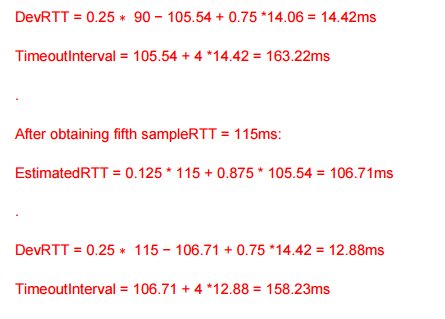 DevRTT = 0.25 ∗ 90 − 105.54 + 0.75 *14.06 = 14.42ms
TimeoutInterval = 105.54 + 4 *14.42 = 163.22ms
.
After obtaining fifth sampleRTT = 115ms:
EstimatedRTT = 0.125 * 115 + 0.875 * 105.54 = 106.71ms
.
DevRTT = 0.25 ∗ 115 − 106.71 + 0.75 *14.42 = 12.88ms
TimeoutInterval = 106.71 + 4 *12.88 = 158.23ms